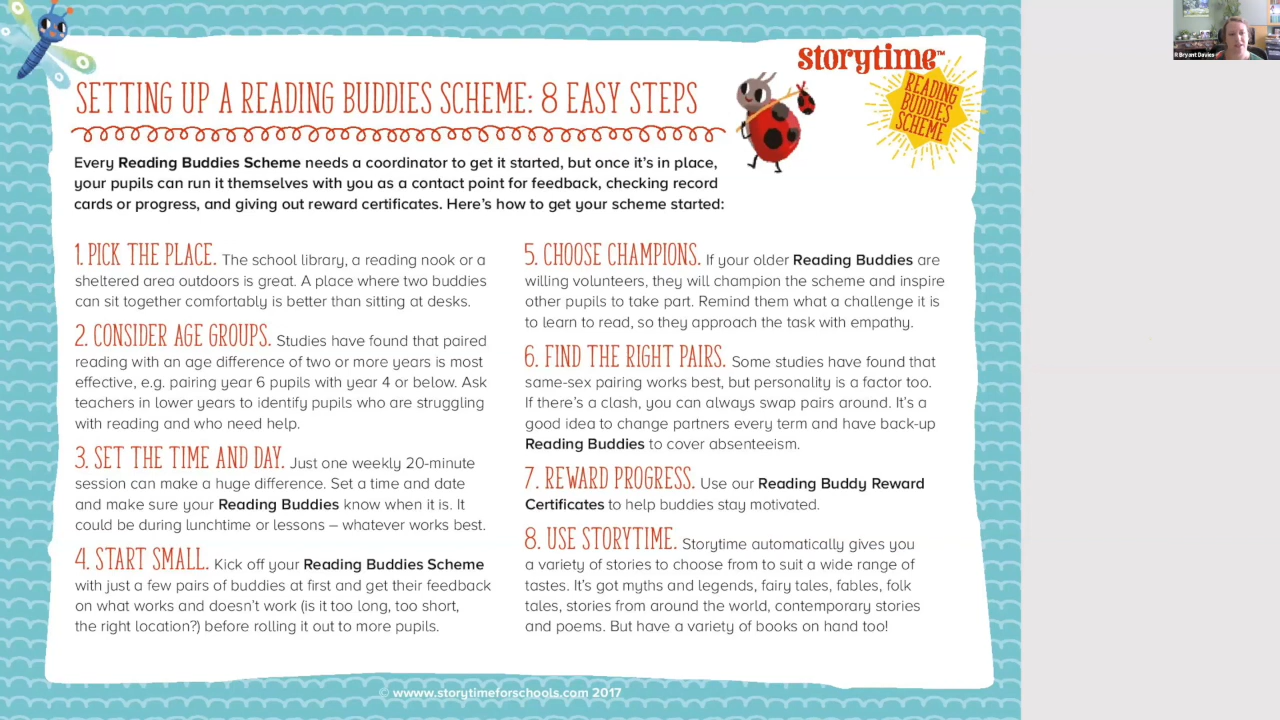 storytime™
READING
BUDDIES
SCHEME
SETTING UP A READING BUDDIES SCHEME: 8 EASY STEPS
Every Reading Buddies Scheme needs a coordinator to get it started, but once it's in place,
your pupils can run it themselves with you as a contact point for feedback, checking record
cards or progress, and giving out reward certificates. Here's how to get your scheme started:
1. PICK THE PLACE. The school library, a reading nook or a
sheltered area outdoors is great. A place where two buddies
can sit together comfortably is better than sitting at desks.
2. CONSIDER AGE GROUPS. Studies have found that paired
reading with an age difference of two or more years is most
effective, e.g. pairing year 6 pupils with year 4 or below. Ask
teachers in lower years to identify pupils who are struggling
with reading and who need help.
3. SET THE TIME AND DAY. Just one weekly 20-minute
session can make a huge difference. Set a time and date
and make sure your Reading Buddies know when it is. It
could be during lunchtime or lessons – whatever works best.
4. START SMALL. Kick off your Reading Buddies Scheme
with just a few pairs of buddies at first and get their feedback
on what works and doesn't work (is it too long, too short,
the right location?) before rolling it out to more pupils.
5. CHOOSE CHAMPIONS. If your older Reading Buddies are
willing volunteers, they will champion the scheme and inspire
other pupils to take part. Remind them what a challenge it is
to learn to read, so they approach the task with empathy.
6. FIND THE RIGHT PAIRS. Some studies have found that
same-sex pairing works best, but personality is a factor too.
If there's a clash, you can always swap pairs around. It's a
good idea to change partners every term and have back-up
Reading Buddies to cover absenteeism.
7. REWARD PROGRESS. Use our Reading Buddy Reward
Certificates to help buddies stay motivated.
8. USE STORYTIME. Storytime automatically gives you
a variety of stories to choose from to suit a wide range of
tastes. It's got myths and legends, fairy tales, fables, folk
tales, stories from around the world, contemporary stories
and poems. But have a variety of books on hand too!
© wwww.storytimeforschools.com 2017
R Bryant Davies